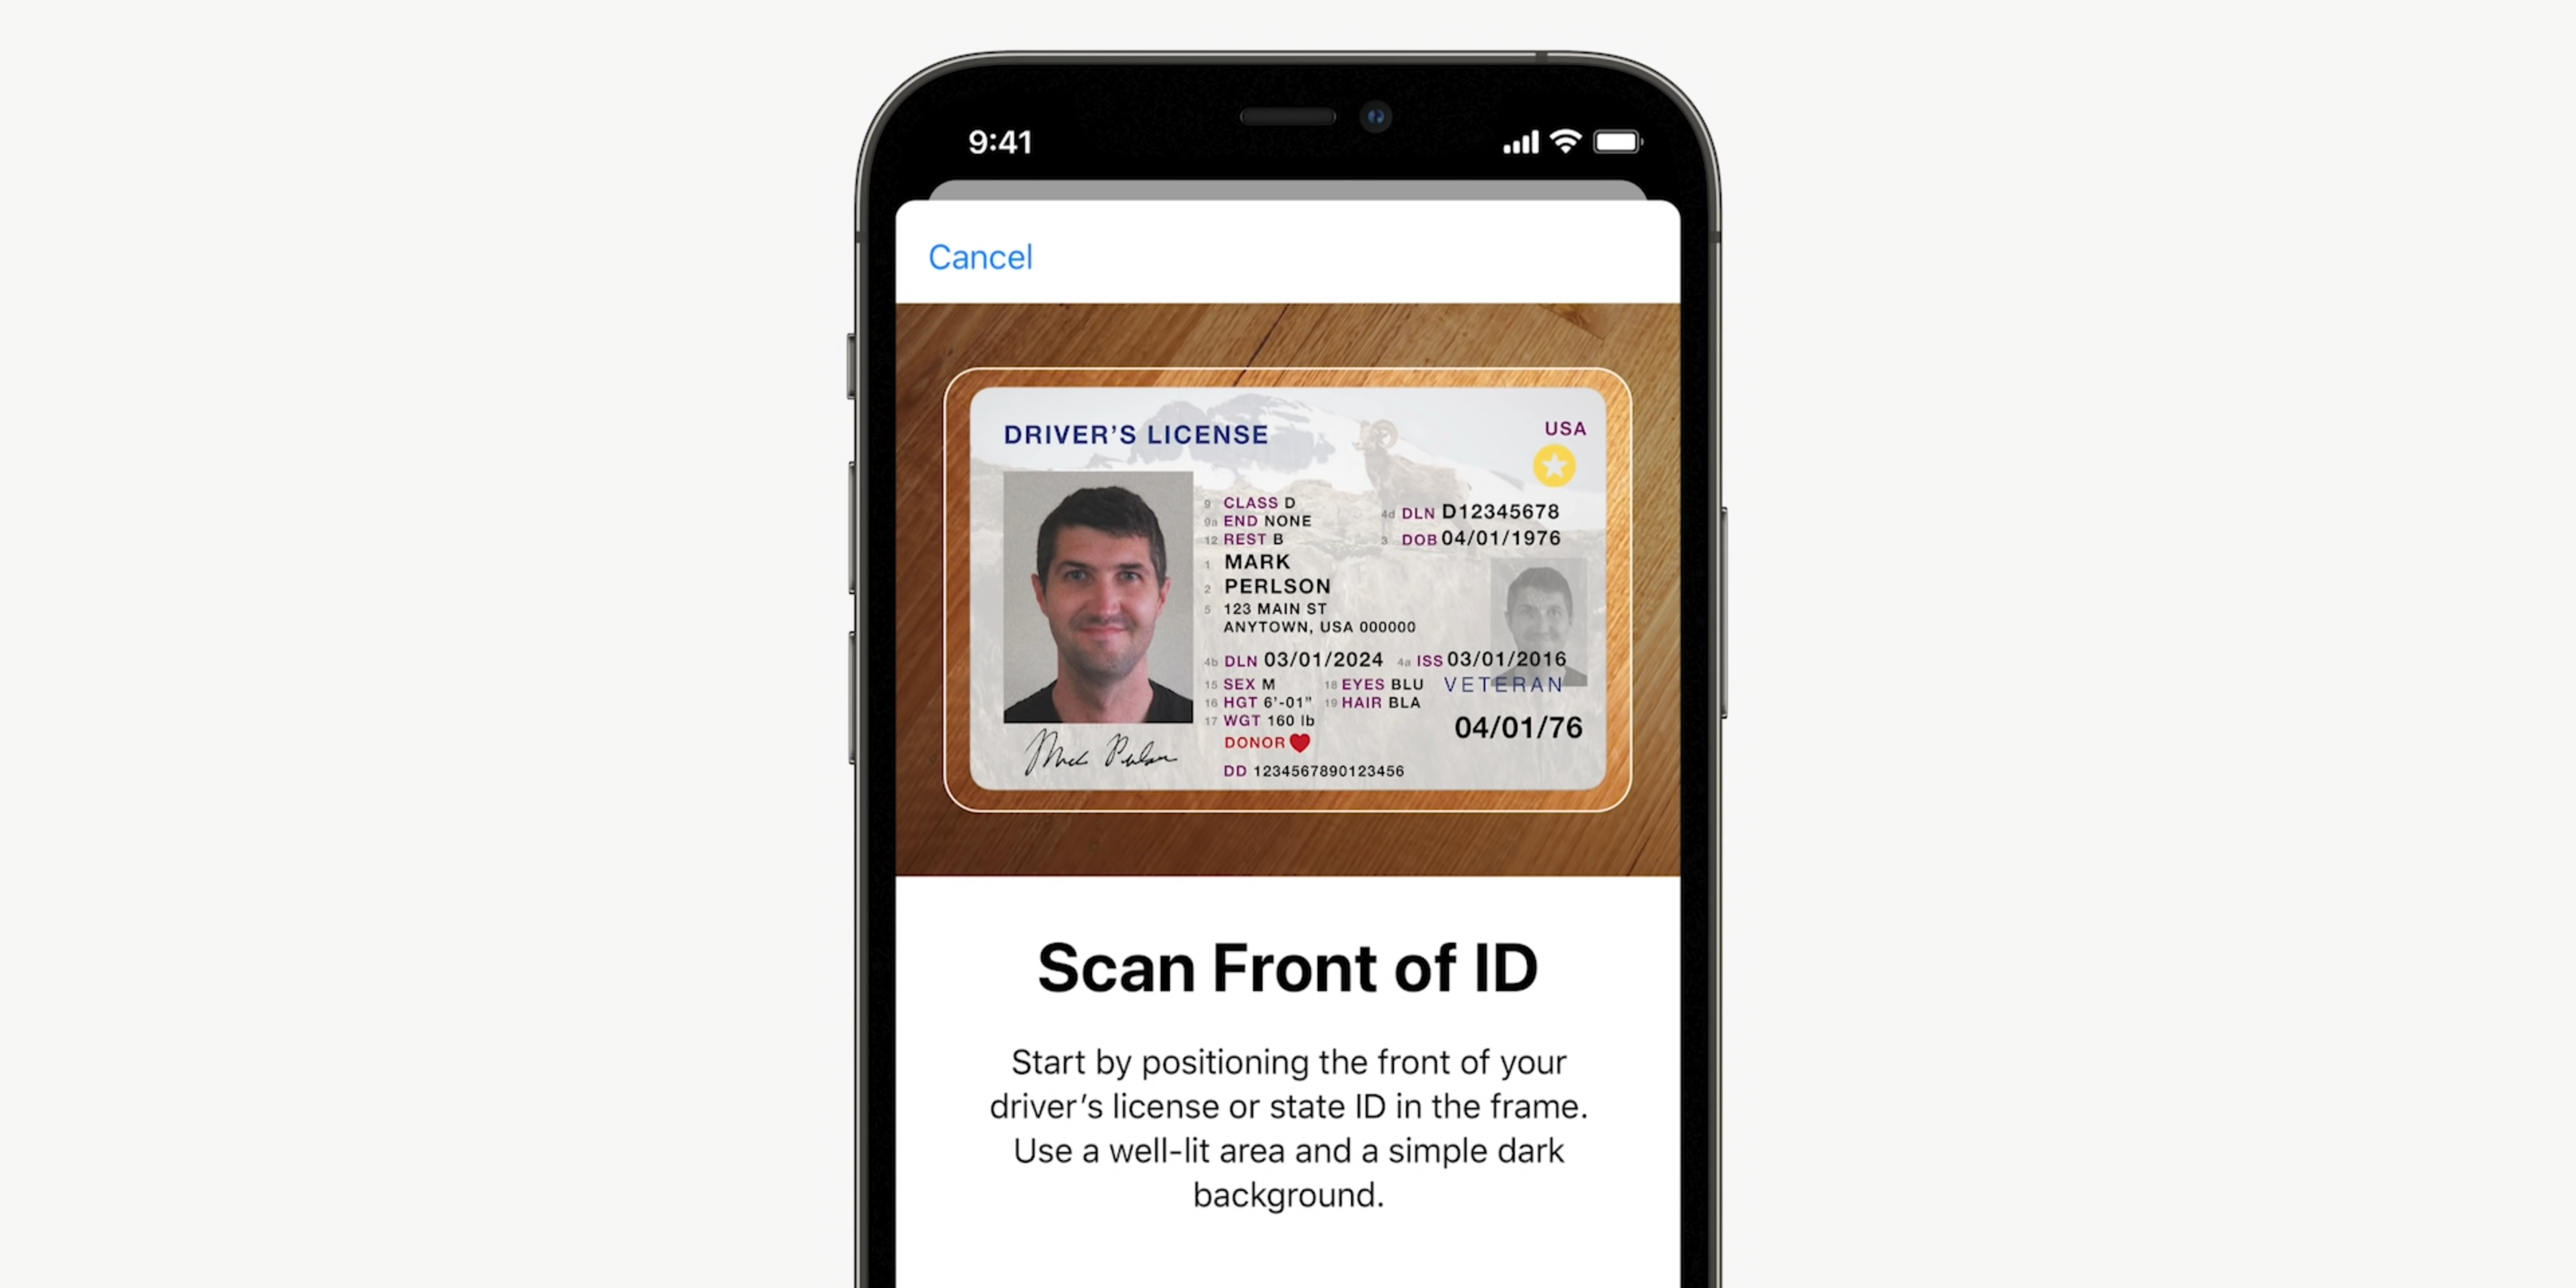 9:41
Cancel
DRIVER’S LICENSE
USA
9 CLASS D
9a END NONE
12 REST B
4d DLN D12345678
3 DOB 04/01/1976
1 MARK
2 PERLSON
5 123 MAIN ST
ANYTOWN, USA 000000
4b DLN 03/01/2024 4a ISS 03/01/2016
15 SEX M 18 EYES BLU VETERAN
16 HGT 6’-01” 19 HAIR BLA
17 WGT 160 lb
04/01/76
DONOR
DD 1234567890123456
Scan Front of ID
Start by positioning the front of your
driver’s license or state ID in the frame.
Use a well-lit area and a simple dark
background.